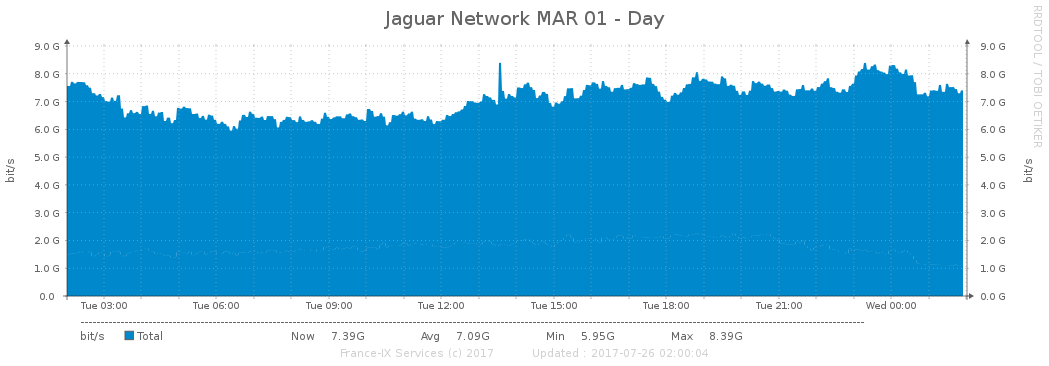 Jaguar Network MAR 01 - Day
RRDTOOL / TOBI OETIKER
9.0 G 9.0 G
8.0 G 8.0 G
7.0 G 7.0 G
6.0 G 6.0 G
5.0 G 5.0 G
4.0 G 4.0 G
3.0 G 3.0 G
2.0 G 2.0 G
1.0 G 1.0 G
0.0 0.0 G
bit/s bit/s
Tue 03:00 Tue 06:00 Tue 09:00 Tue 12:00 Tue 15:00 Tue 18:00 Tue 21:00 Wed 00:00
bit/s Total Now 7.39G Avg 7.09G Min 5.95G Max 8.39G
France-IX Services (c) 2017 Updated : 2017-07-26 02:00:04